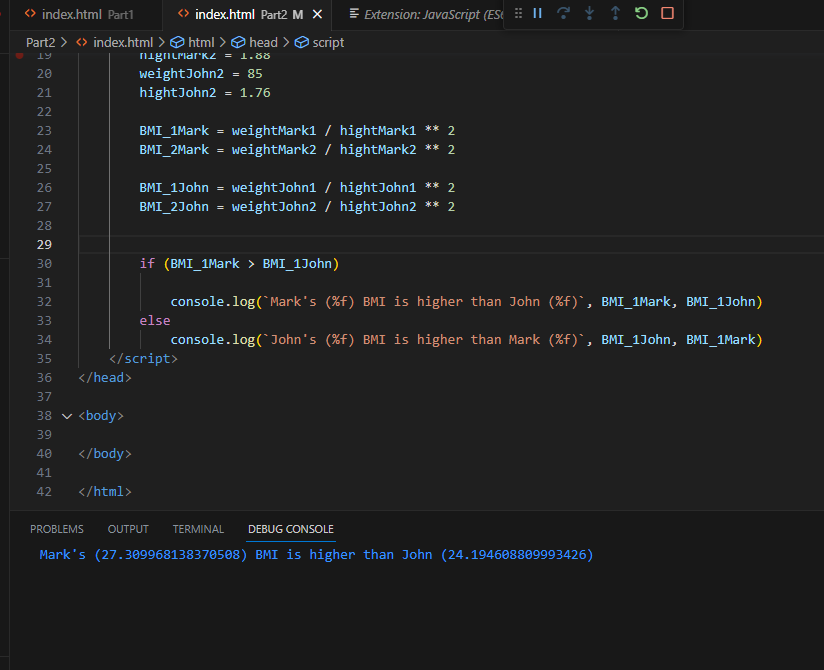 index.html Part1
index.html Part2 M
Extension: JavaScript (ES
Part2 > index.html > html > head > script
19 hightMark2 = 1.88
20 weightJohn2 = 85
21 hightJohn2 = 1.76
22
23 BMI_1Mark = weightMark1 / hightMark1 ** 2
24 BMI_2Mark = weightMark2 / hightMark2 ** 2
25
26 BMI_1John = weightJohn1 / hightJohn1 ** 2
27 BMI_2John = weightJohn2 / hightJohn2 ** 2
28
29
30 if (BMI_1Mark > BMI_1John)
31
32 console.log(`Mark's (%f) BMI is higher than John (%f)`, BMI_1Mark, BMI_1John)
33 else
34 console.log(`John's (%f) BMI is higher than Mark (%f)`, BMI_1John, BMI_1Mark)
35 </script>
36 </head>
37
38 <body>
39
40 </body>
41
42 </html>
PROBLEMS OUTPUT TERMINAL DEBUG CONSOLE
Mark's (27.309968138370508) BMI is higher than John (24.194608809993426)